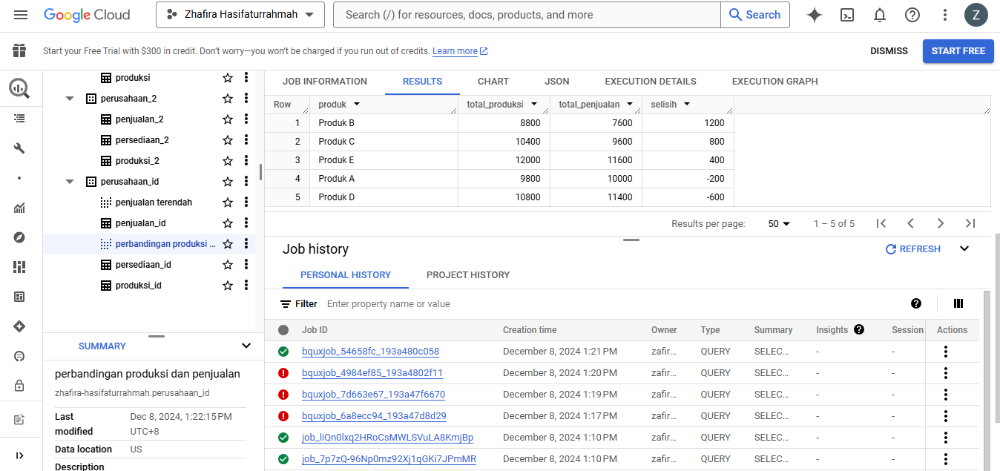 Google Cloud
Zhafira Hasifaturrahmah
Search (/) for resources, docs, products, and more
Search
Z
Start your Free Trial with $300 in credit. Don't worry—you won't be charged if you run out of credits. Learn more
DISMISS
START FREE
produksi
perusahaan_2
penjualan_2
persediaan_2
produksi_2
perusahaan_id
penjualan terendah
penjualan_id
perbandingan produksi ...
persediaan_id
produksi_id
SUMMARY
perbandingan produksi dan penjualan
zhafira-hasifaturrahmah.perusahaan_id
Last modified Dec 8, 2024, 1:22:15 PM UTC+8
Data location US
Description
JOB INFORMATION RESULTS CHART JSON EXECUTION DETAILS EXECUTION GRAPH
Row produk total_produksi total_penjualan selisih
1 Produk B 8800 7600 1200
2 Produk C 10400 9600 800
3 Produk E 12000 11600 400
4 Produk A 9800 10000 -200
5 Produk D 10800 11400 -600
Results per page: 50 1 – 5 of 5
Job history
REFRESH
PERSONAL HISTORY PROJECT HISTORY
Filter Enter property name or value
Job ID Creation time Owner Type Summary Insights Session Actions
bquxjob_54658fc_193a480c058 December 8, 2024 1:21 PM zafir... QUERY SELEC... - -
bquxjob_4984ef85_193a4802f11 December 8, 2024 1:20 PM zafir... QUERY SELEC... - -
bquxjob_7d663e67_193a47f6670 December 8, 2024 1:19 PM zafir... QUERY SELEC... - -
bquxjob_6a8ecc94_193a47d8d29 December 8, 2024 1:17 PM zafir... QUERY SELEC... - -
job_liQn0lxq2HRoCsMWLSVuLA8KmjBp December 8, 2024 1:10 PM zafir... QUERY SELEC... - -
job_7p7zQ-96Np0mz92Xj1qGKi7JPmMR December 8, 2024 1:10 PM zafir... QUERY SELEC... - -